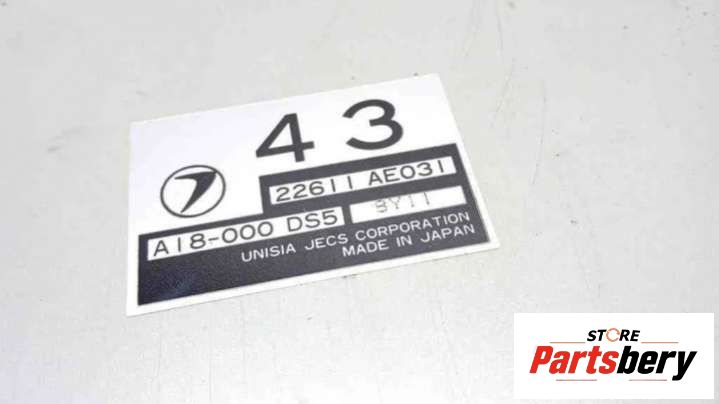 43
22611 AE031
A18-000 DS5 8Y11
UNISIA JECS CORPORATION
MADE IN JAPAN
STORE
Partsbery